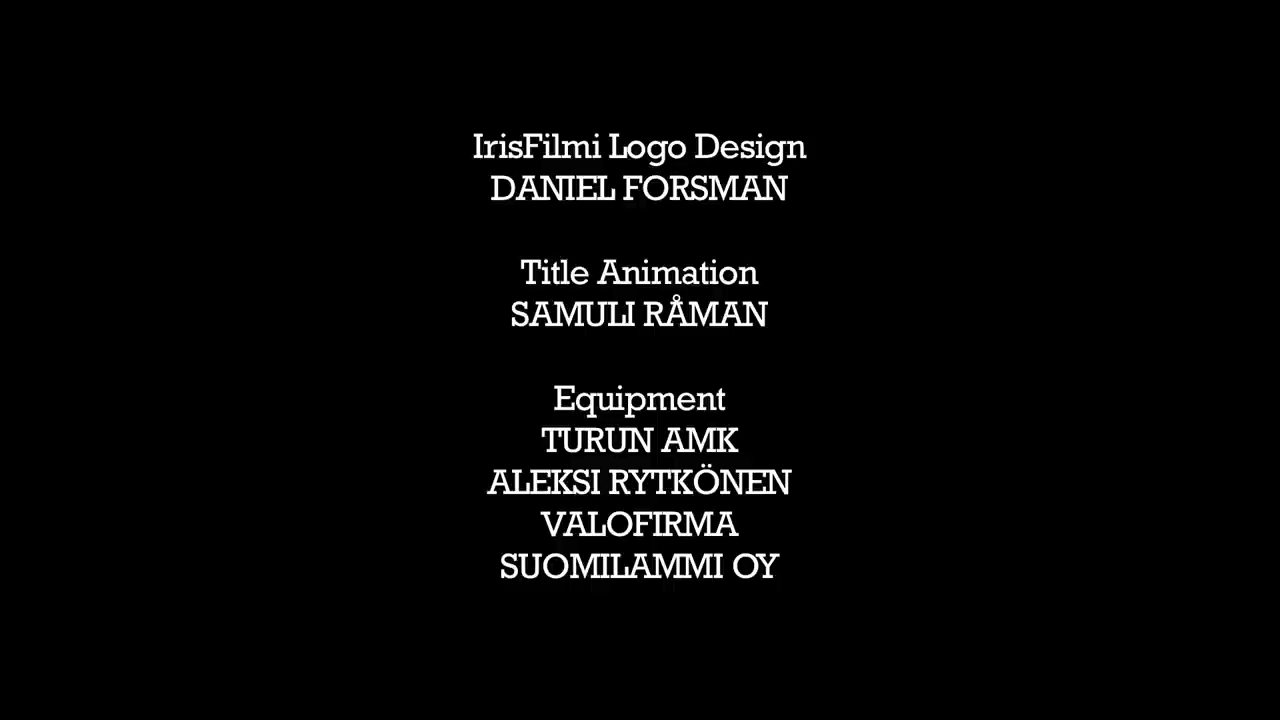 IrisFilmi Logo Design
DANIEL FORSMAN
Title Animation
SAMULI RÅMAN
Equipment
TURUN AMK
ALEKSI RYTKÖNEN
VALOFIRMA
SUOMILAMMI OY